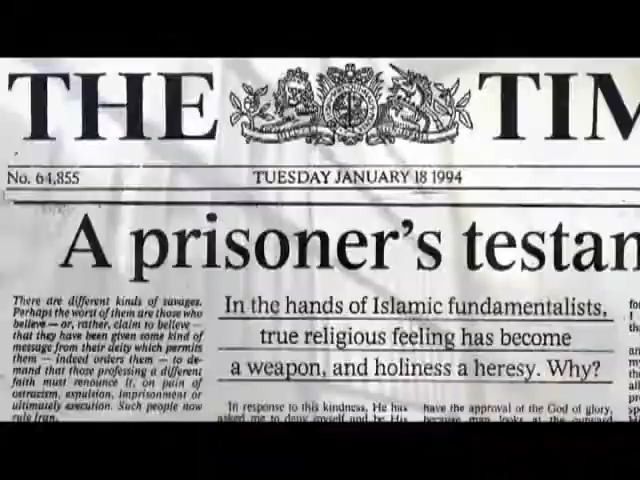 THE TIM
No. 64,855
TUESDAY JANUARY 18 1994
A prisoner's testan
There are different kinds of savages.
Perhaps the worst of them are those who
believe — or, rather, claim to believe —
that they have been given some kind of
message from their deity which permits
them — indeed orders them — to de-
mand that those professing a different
faith must renounce it, on pain of
ostracism, expulsion, imprisonment or
ultimately execution. Such people now
rule Iran.
In the hands of Islamic fundamentalists,
true religious feeling has become
a weapon, and holiness a heresy. Why?
In response to this kindness, He has
asked me to deny myself and be His
have the approval of the God of glory,
because man looks at the outward